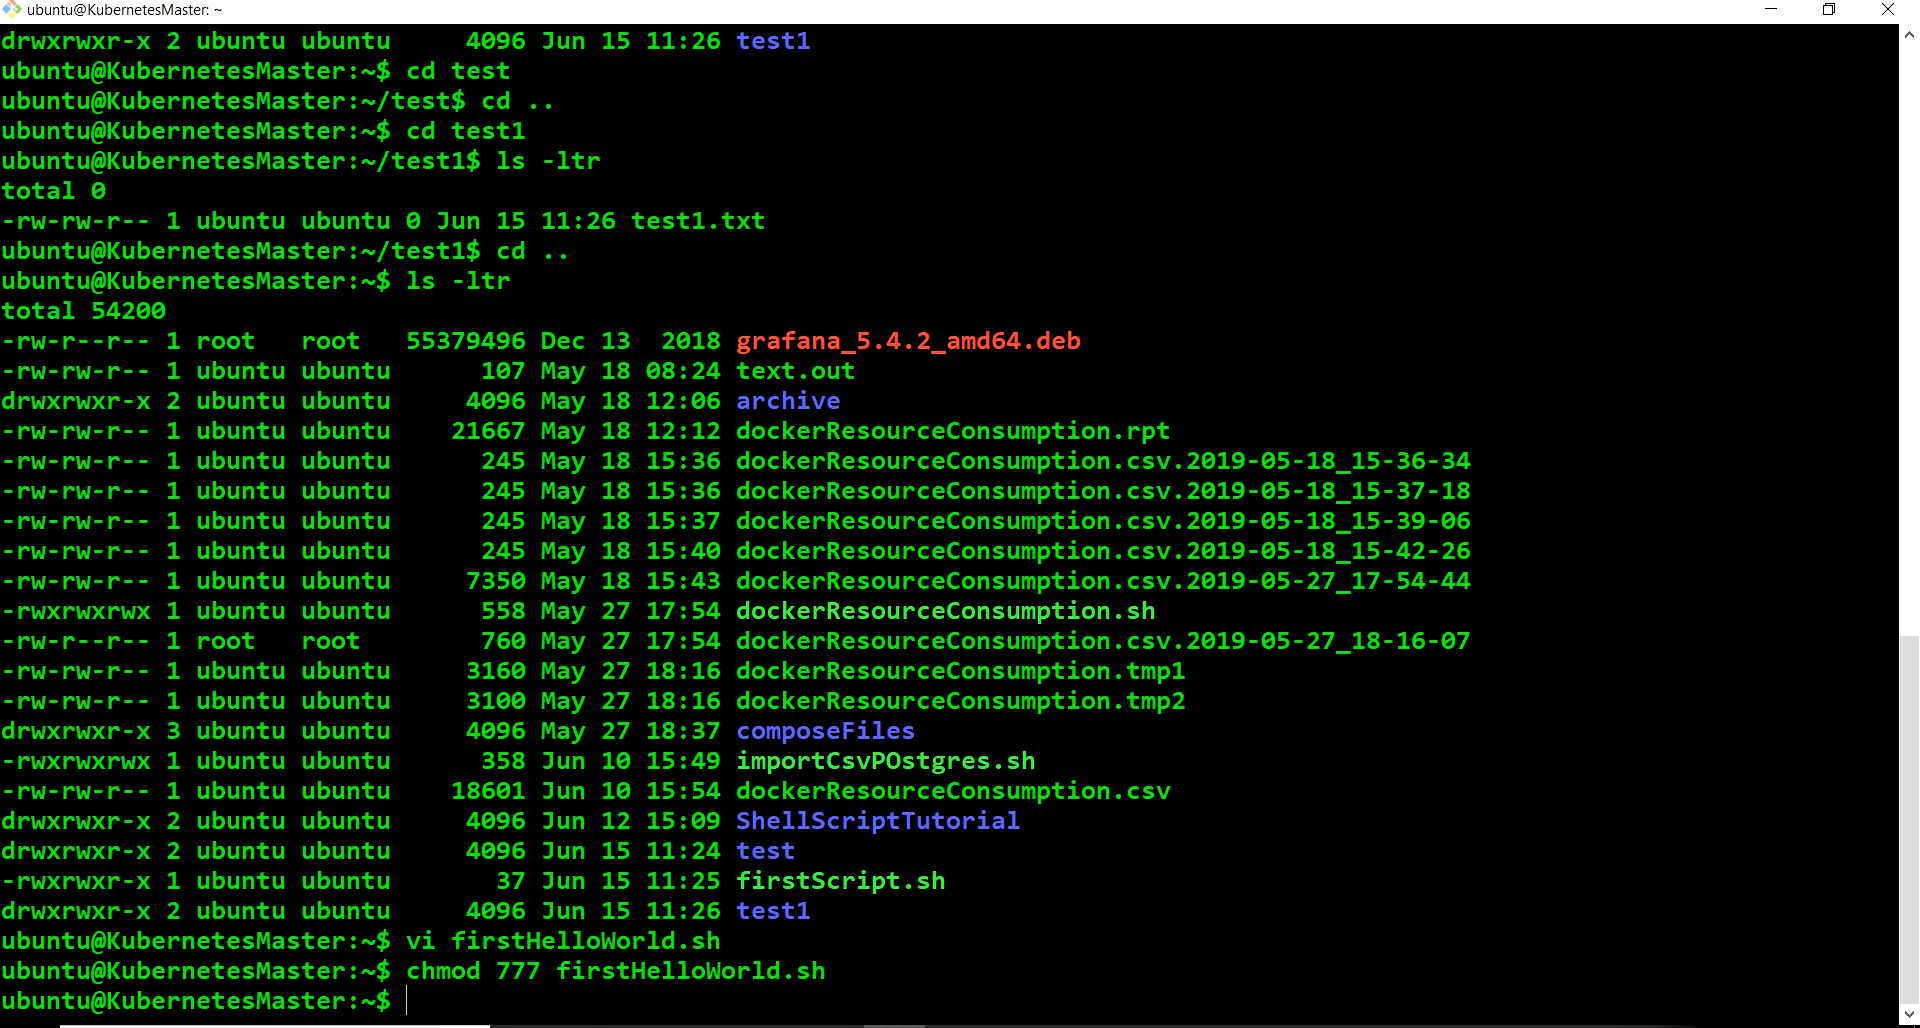 ubuntu@KubernetesMaster: ~
drwxrwxr-x 2 ubuntu ubuntu     4096 Jun 15 11:26 test1
ubuntu@KubernetesMaster:~$ cd test
ubuntu@KubernetesMaster:~/test$ cd ..
ubuntu@KubernetesMaster:~$ cd test1
ubuntu@KubernetesMaster:~/test1$ ls -ltr
total 0
-rw-rw-r-- 1 ubuntu ubuntu 0 Jun 15 11:26 test1.txt
ubuntu@KubernetesMaster:~/test1$ cd ..
ubuntu@KubernetesMaster:~$ ls -ltr
total 54200
-rw-r--r-- 1 root   root   55379496 Dec 13  2018 grafana_5.4.2_amd64.deb
-rw-rw-r-- 1 ubuntu ubuntu      107 May 18 08:24 text.out
drwxrwxr-x 2 ubuntu ubuntu     4096 May 18 12:06 archive
-rw-rw-r-- 1 ubuntu ubuntu    21667 May 18 12:12 dockerResourceConsumption.rpt
-rw-rw-r-- 1 ubuntu ubuntu      245 May 18 15:36 dockerResourceConsumption.csv.2019-05-18_15-36-34
-rw-rw-r-- 1 ubuntu ubuntu      245 May 18 15:36 dockerResourceConsumption.csv.2019-05-18_15-37-18
-rw-rw-r-- 1 ubuntu ubuntu      245 May 18 15:37 dockerResourceConsumption.csv.2019-05-18_15-39-06
-rw-rw-r-- 1 ubuntu ubuntu      245 May 18 15:40 dockerResourceConsumption.csv.2019-05-18_15-42-26
-rw-rw-r-- 1 ubuntu ubuntu     7350 May 18 15:43 dockerResourceConsumption.csv.2019-05-27_17-54-44
-rwxrwxrwx 1 ubuntu ubuntu      558 May 27 17:54 dockerResourceConsumption.sh
-rw-r--r-- 1 root   root        760 May 27 17:54 dockerResourceConsumption.csv.2019-05-27_18-16-07
-rw-rw-r-- 1 ubuntu ubuntu     3160 May 27 18:16 dockerResourceConsumption.tmp1
-rw-rw-r-- 1 ubuntu ubuntu     3100 May 27 18:16 dockerResourceConsumption.tmp2
drwxrwxr-x 3 ubuntu ubuntu     4096 May 27 18:37 composeFiles
-rwxrwxrwx 1 ubuntu ubuntu      358 Jun 10 15:49 importCsvPOstgres.sh
-rw-rw-r-- 1 ubuntu ubuntu    18601 Jun 10 15:54 dockerResourceConsumption.csv
drwxrwxr-x 2 ubuntu ubuntu     4096 Jun 12 15:09 ShellScriptTutorial
drwxrwxr-x 2 ubuntu ubuntu     4096 Jun 15 11:24 test
-rwxrwxr-x 1 ubuntu ubuntu       37 Jun 15 11:25 firstScript.sh
drwxrwxr-x 2 ubuntu ubuntu     4096 Jun 15 11:26 test1
ubuntu@KubernetesMaster:~$ vi firstHelloWorld.sh
ubuntu@KubernetesMaster:~$ chmod 777 firstHelloWorld.sh
ubuntu@KubernetesMaster:~$